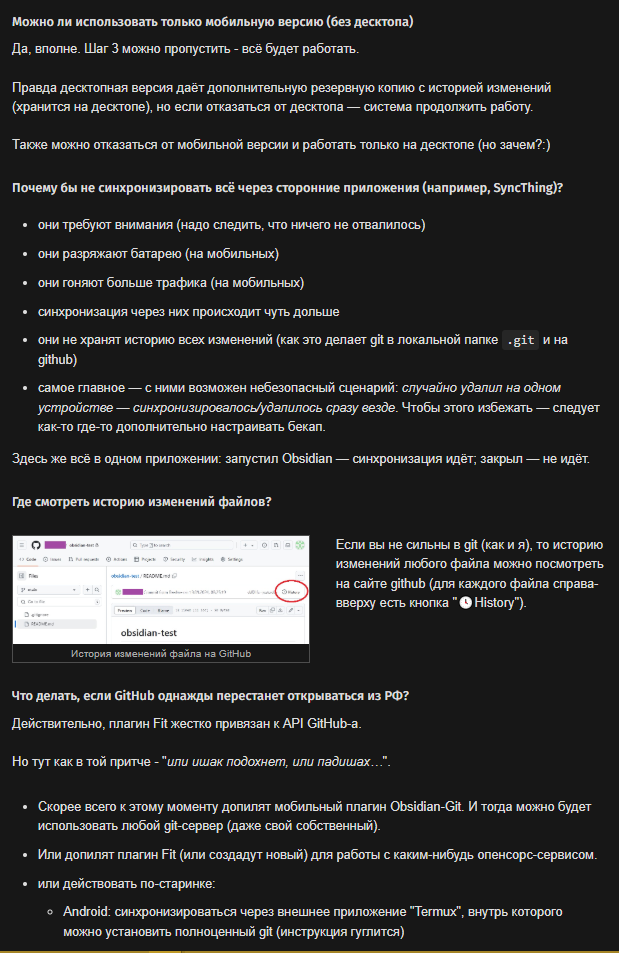 Можно ли использовать только мобильную версию (без десктопа)
Да, вполне. Шаг 3 можно пропустить - всё будет работать.
Правда десктопная версия даёт дополнительную резервную копию с историей изменений
(хранится на десктопе), но если отказаться от десктопа — система продолжить работу.
Также можно отказаться от мобильной версии и работать только на десктопе (но зачем?:)
Почему бы не синхронизировать всё через сторонние приложения (например, SyncThing)?
они требуют внимания (надо следить, что ничего не отвалилось)
они разряжают батарею (на мобильных)
они гоняют больше трафика (на мобильных)
синхронизация через них происходит чуть дольше
они не хранят историю всех изменений (как это делает git в локальной папке .git и на
github)
самое главное — с ними возможен небезопасный сценарий: случайно удалил на одном
устройстве — синхронизировалось/удалилось сразу везде. Чтобы этого избежать — следует
как-то где-то дополнительно настраивать бекап.
Здесь же всё в одном приложении: запустил Obsidian — синхронизация идёт; закрыл — не идёт.
Где смотреть историю изменений файлов?
obsidian-test
Code Issues Pull requests Actions Projects Security Insights Settings
Files
obsidian-test / README.md
main
History
Preview Code Blame
README.md
obsidian-test
История изменений файла на GitHub
Если вы не сильны в git (как и я), то историю
изменений любого файла можно посмотреть
на сайте github (для каждого файла справа-
вверху есть кнопка "History").
Что делать, если GitHub однажды перестанет открываться из РФ?
Действительно, плагин Fit жестко привязан к API GitHub-а.
Но тут как в той притче - "или ишак подохнет, или падишах…".
Скорее всего к этому моменту допилят мобильный плагин Obsidian-Git. И тогда можно будет
использовать любой git-сервер (даже свой собственный).
Или допилят плагин Fit (или создадут новый) для работы с каким-нибудь опенсорс-сервисом.
или действовать по-старинке:
Android: синхронизироваться через внешнее приложение "Termux", внутрь которого
можно установить полноценный git (инструкция гуглится)